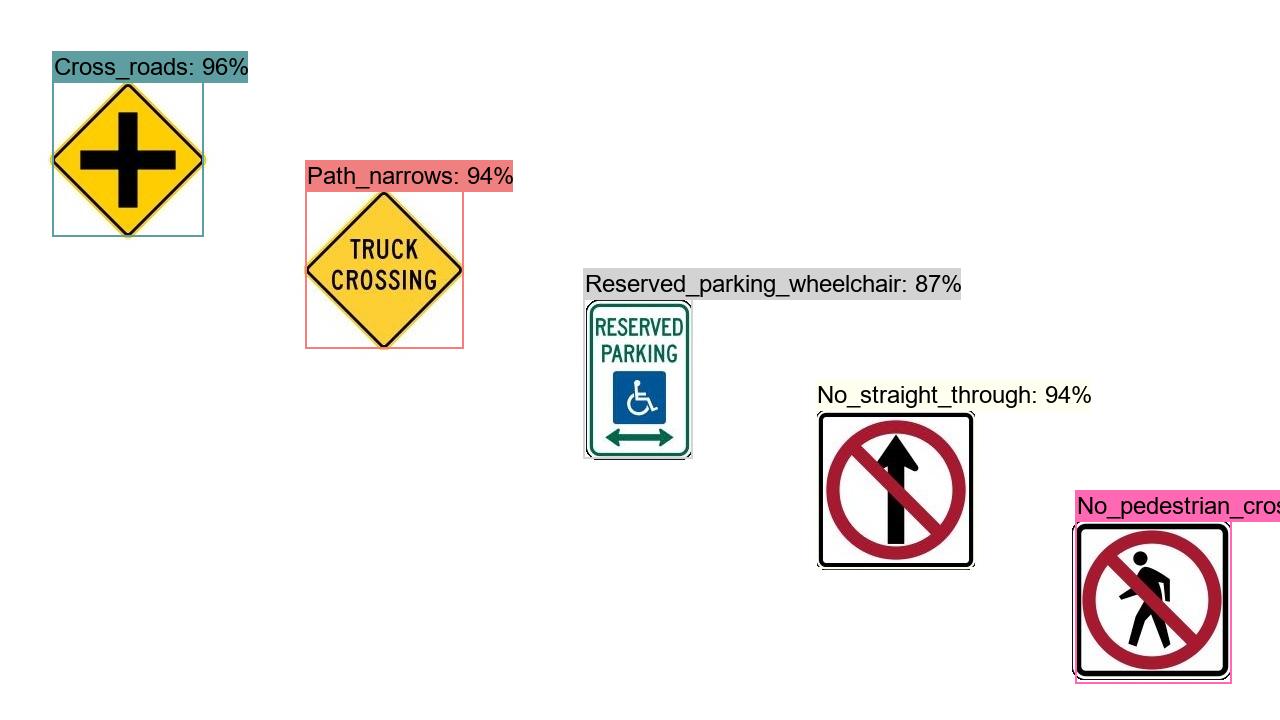 Cross_roads: 96%
Path_narrows: 94%
TRUCK
CROSSING
Reserved_parking_wheelchair: 87%
RESERVED
PARKING
No_straight_through: 94%
No_pedestrian_cros